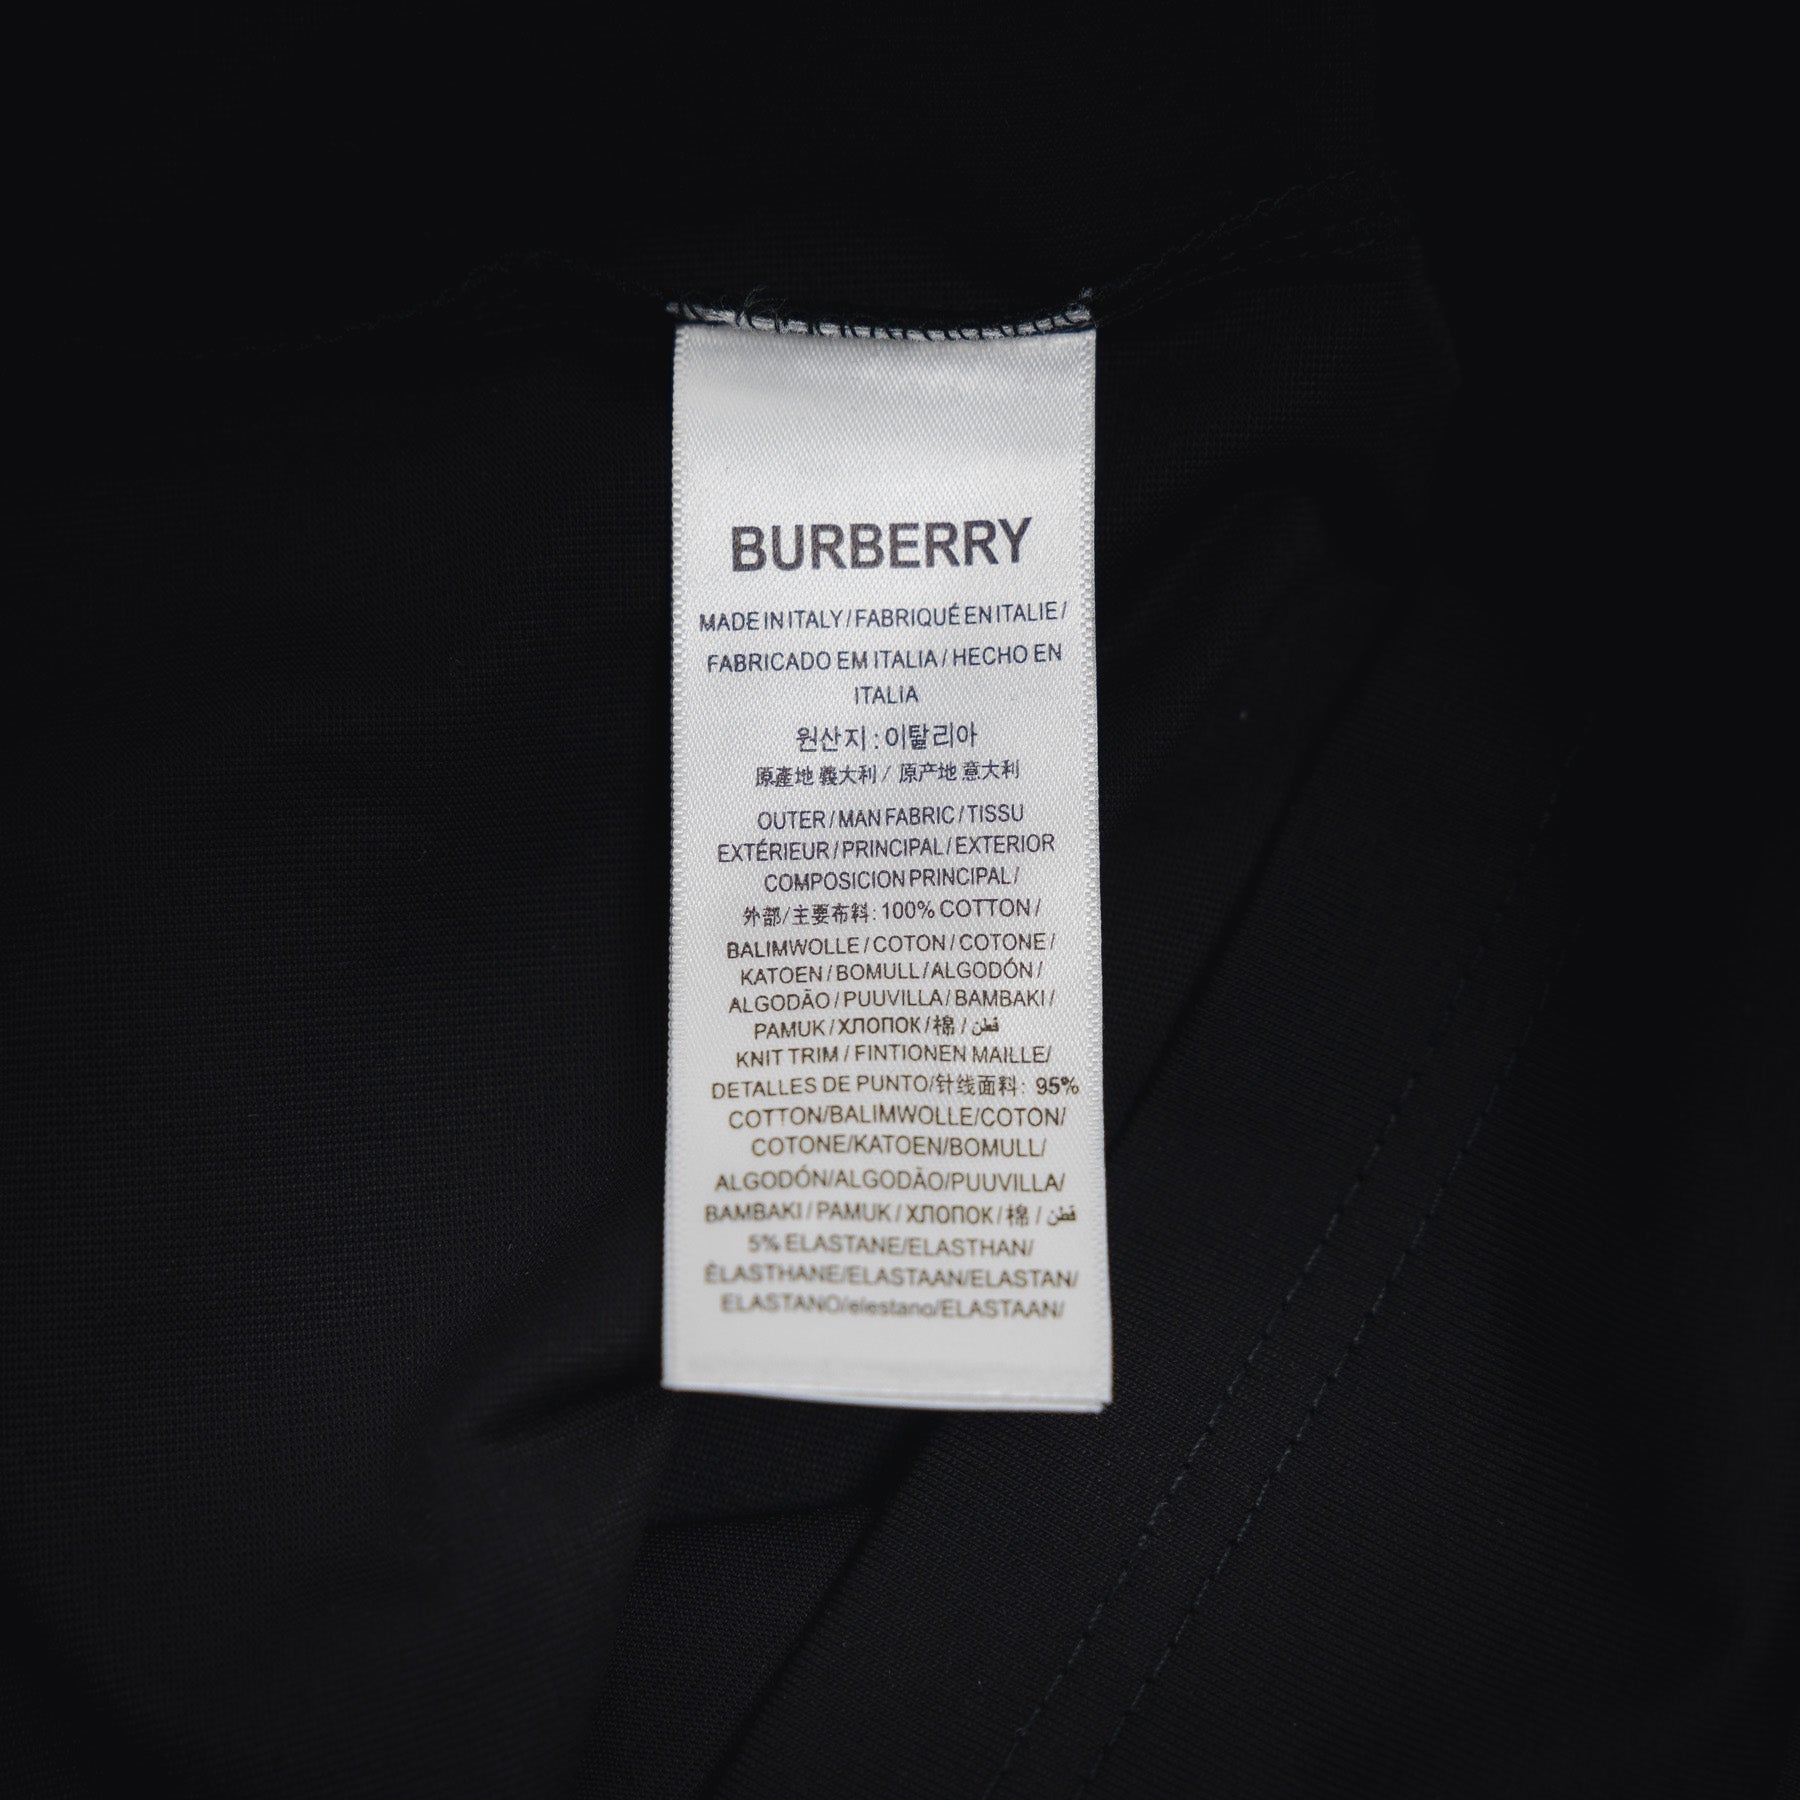 BURBERRY
MADE IN ITALY/FABRIQUÉ EN ITALIE/
FABRICADO EM ITALIA/HECHO EN
ITALIA
원산지:이탈리아
原產地 義大利/原产地 意大利
OUTER/MAN FABRIC/TISSU
EXTÉRIEUR/PRINCIPAL/EXTERIOR
COMPOSICION PRINCIPAL/
外部/主要布料:100% COTTON/
BALIMWOLLE/COTON/COTONE/
KATOEN/BOMULL/ALGODÓN/
ALGODÃO/PUUVILLA/BAMBAKI/
PAMUK/ХЛОПОК/棉/قطن
KNIT TRIM/FINTIONEN MAILLE/
DETALLES DE PUNTO/针线面料: 95%
COTTON/BALIMWOLLE/COTON/
COTONE/KATOEN/BOMULL/
ALGODÓN/ALGODÃO/PUUVILLA/
BAMBAKI/PAMUK/ХЛОПОК/棉/قطن
5% ELASTANE/ELASTHAN/
ÉLASTHANE/ELASTAAN/ELASTAN/
ELASTANO/elestano/ELASTAAN/